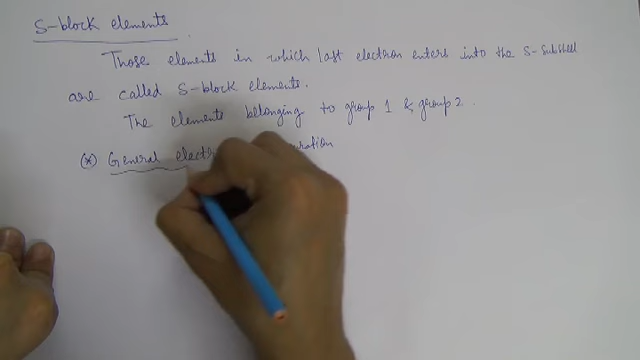 S-block elements
Those elements in which last electron enters into the S-Subshell
are called S-block elements.
The elements belonging to group 1 & group 2.
(*) General